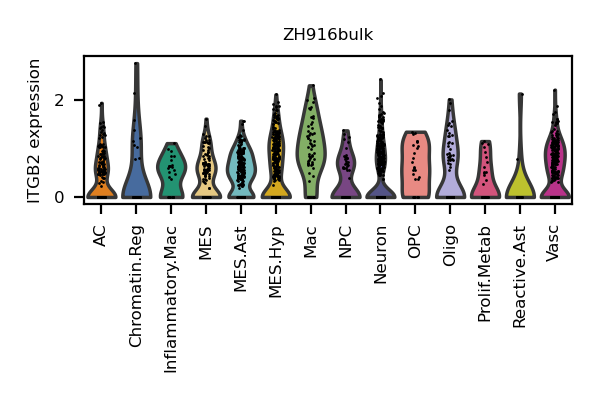 ZH916bulk
ITGB2 expression
2
0
AC
Chromatin.Reg
Inflammatory.Mac
MES
MES.Ast
MES.Hyp
Mac
NPC
Neuron
OPC
Oligo
Prolif.Metab
Reactive.Ast
Vasc